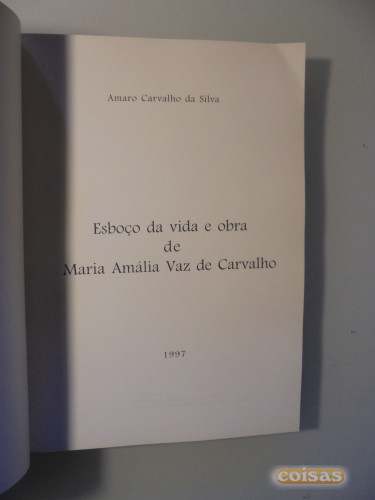 Amaro Carvalho da Silva
Esboço da vida e obra
de
Maria Amália Vaz de Carvalho
1997
coisas